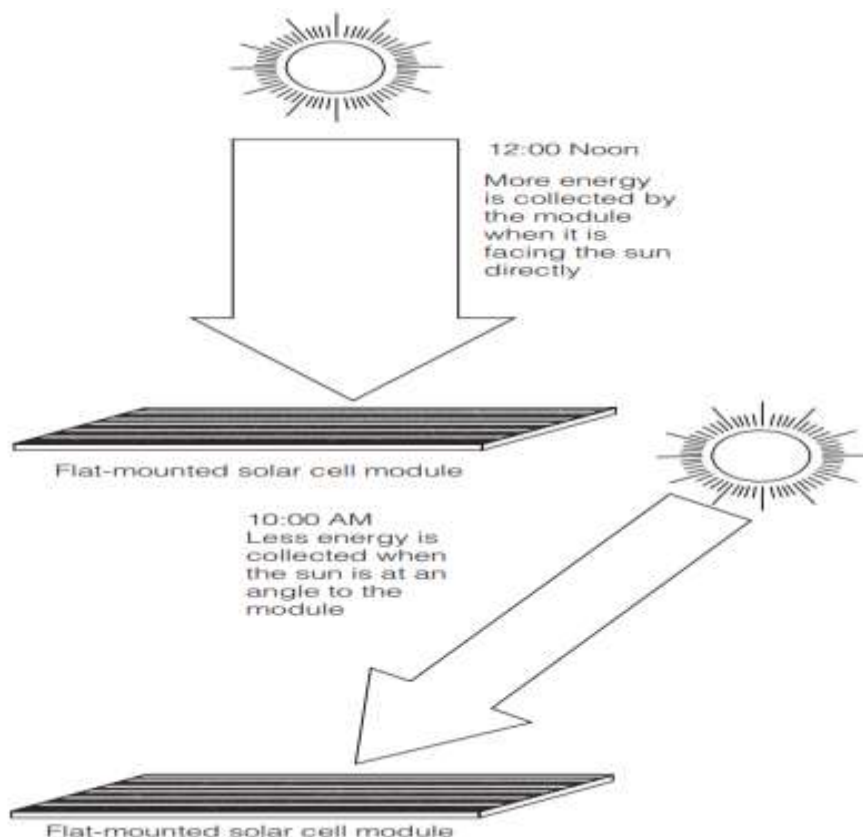 12:00 Noon
More energy
is collected by
the module
when it is
facing the sun
directly
Flat-mounted solar cell module
10:00 AM
Less energy is
collected when
the sun is at an
angle to the
module
Flat-mounted solar cell module